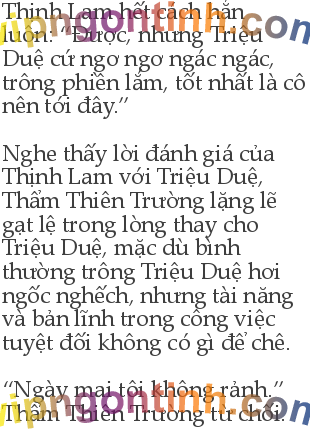 Thịnh Lam hết cách hẳn
luôn: “Được, nhưng Triệu
Duệ cứ ngơ ngơ ngác ngác,
trông phiền lắm, tốt nhất là cô
nên tới đây.”

Nghe thấy lời đánh giá của
Thịnh Lam với Triệu Duệ,
Thẩm Thiên Trường lặng lẽ
gạt lệ trong lòng thay cho
Triệu Duệ, mặc dù bình
thường trông Triệu Duệ hơi
ngốc nghếch, nhưng tài năng
và bản lĩnh trong công việc
tuyệt đối không có gì để chê.

“Ngày mai tôi không rảnh.”
Thẩm Thiên Trường từ chối.
vipngontinh.com
vipngontinh.com